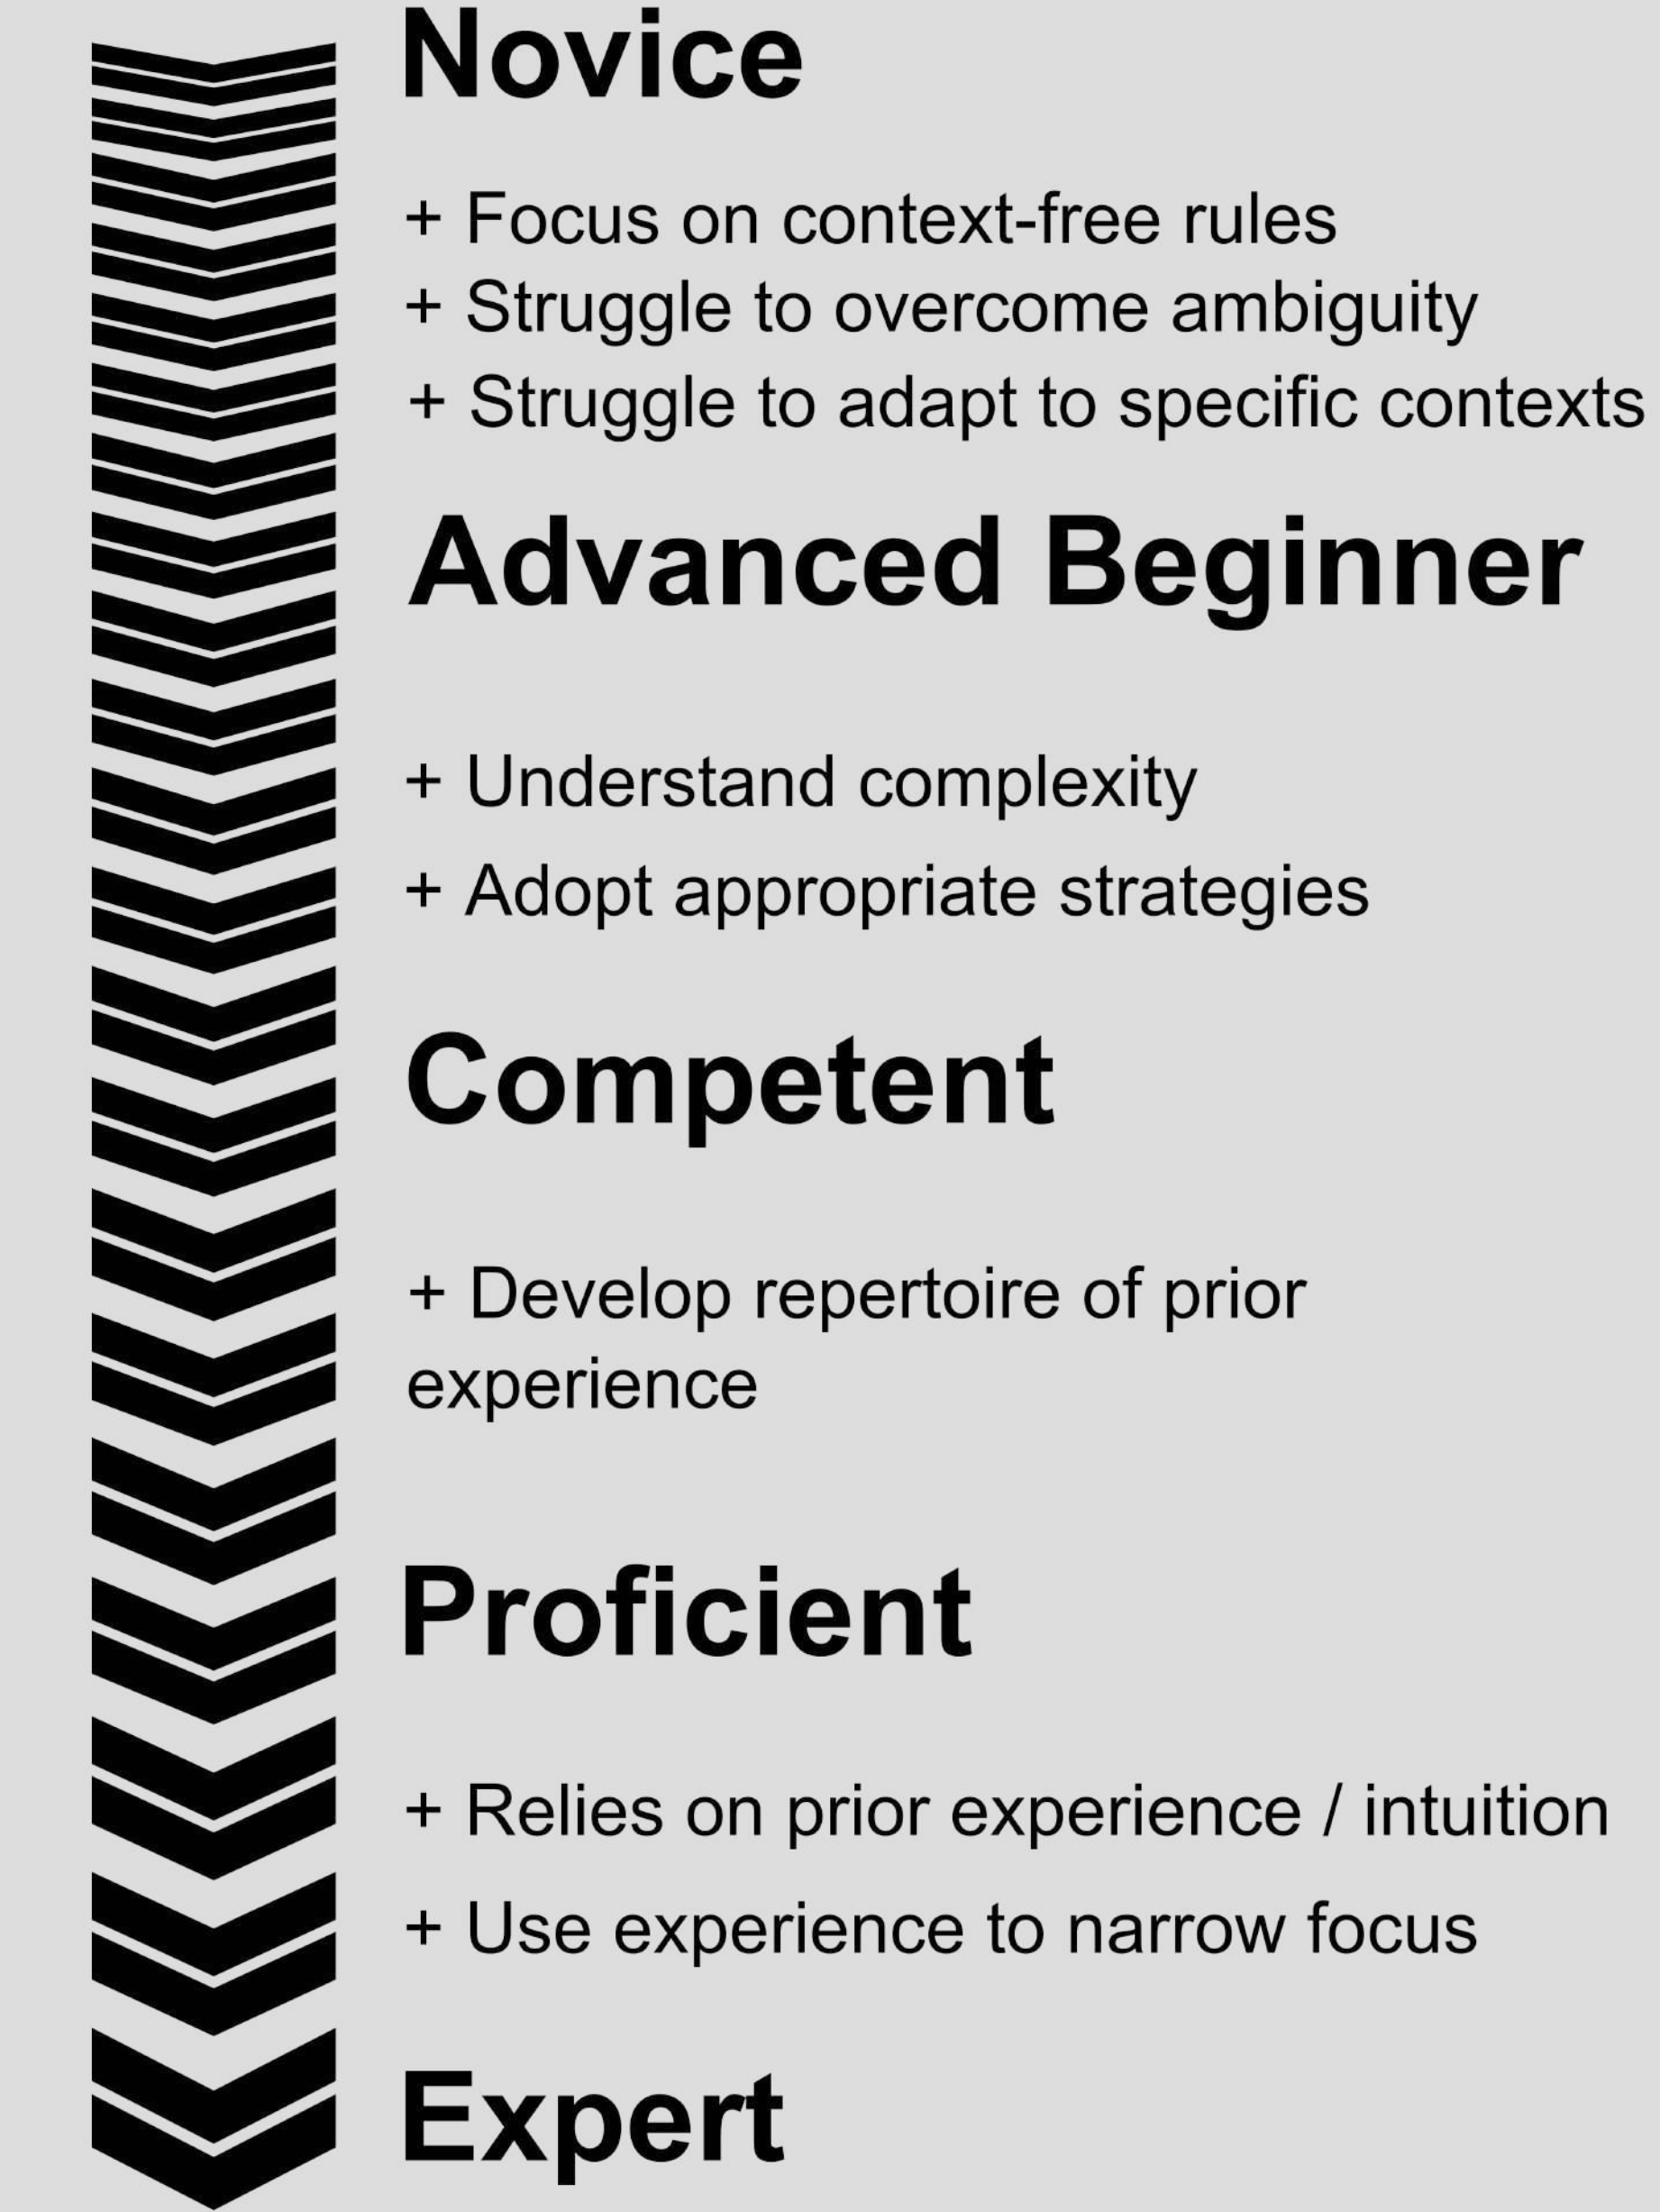 Novice
+ Focus on context-free rules
+ Struggle to overcome ambiguity
+ Struggle to adapt to specific contexts
Advanced Beginner
+ Understand complexity
+ Adopt appropriate strategies
Competent
+ Develop repertoire of prior
experience
Proficient
+ Relies on prior experience / intuition
+ Use experience to narrow focus
Expert